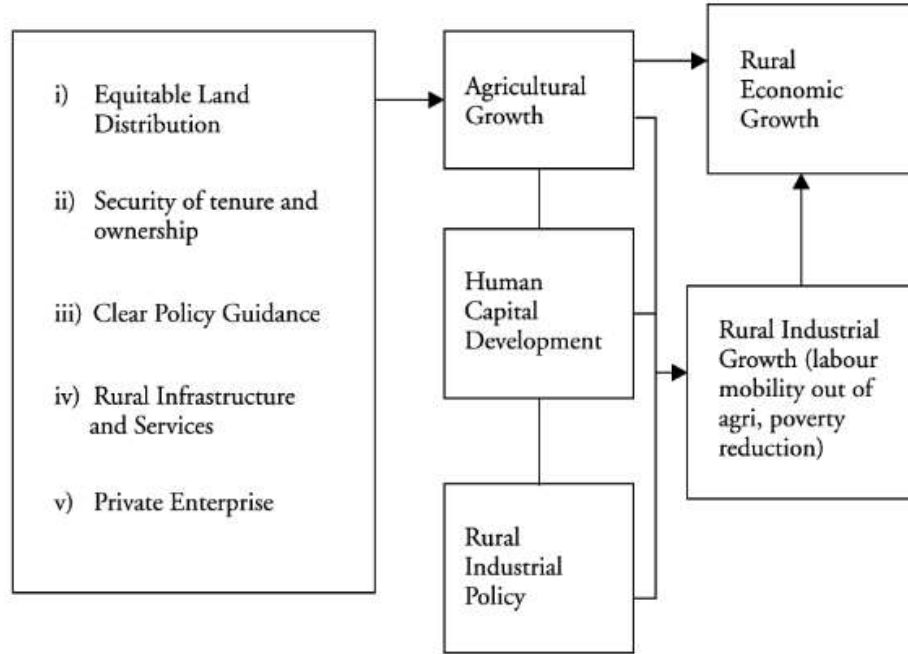 i) Equitable Land
Distribution
ii) Security of tenure and
ownership
iii) Clear Policy Guidance
iv) Rural Infrastructure
and Services
v) Private Enterprise
Agricultural
Growth
Human
Capital
Development
Rural
Industrial
Policy
Rural
Economic
Growth
Rural Industrial
Growth (labour
mobility out of
agri, poverty
reduction)